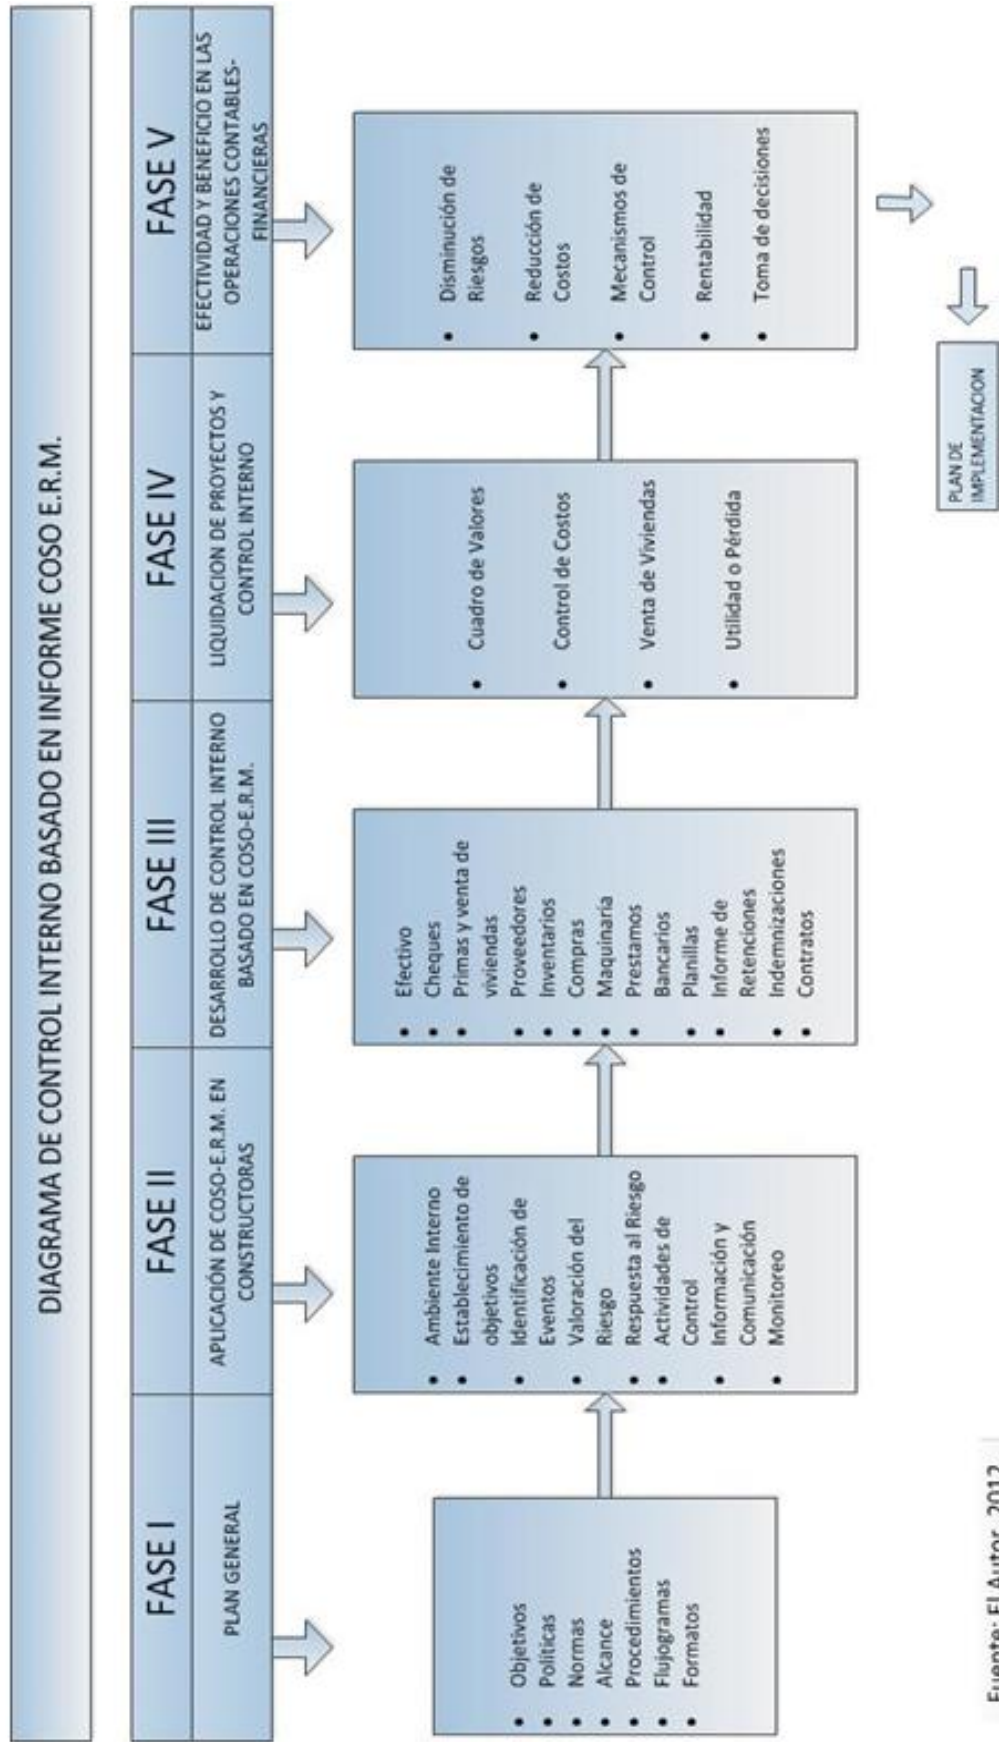 DIAGRAMA DE CONTROL INTERNO BASADO EN INFORME COSO E.R.M.
FASE I
PLAN GENERAL
• Objetivos
• Políticas
• Normas
• Alcance
• Procedimientos
• Flujogramas
• Formatos
FASE II
APLICACIÓN DE COSO-E.R.M. EN
CONSTRUCTORAS
• Ambiente Interno
• Establecimiento de
objetivos
• Identificación de
Eventos
• Valoración del
Riesgo
• Respuesta al Riesgo
• Actividades de
Control
• Información y
Comunicación
• Monitoreo
FASE III
DESARROLLO DE CONTROL INTERNO
BASADO EN COSO-E.R.M.
• Efectivo
• Cheques
• Primas y venta de
viviendas
• Proveedores
• Inventarios
• Compras
• Maquinaria
• Prestamos
Bancarios
• Planillas
• Informe de
Retenciones
• Indemnizaciones
• Contratos
FASE IV
LIQUIDACION DE PROYECTOS Y
CONTROL INTERNO
• Cuadro de Valores
• Control de Costos
• Venta de Viviendas
• Utilidad o Pérdida
FASE V
EFECTIVIDAD Y BENEFICIO EN LAS
OPERACIONES CONTABLES-
FINANCIERAS
• Disminución de
Riesgos
• Reducción de
Costos
• Mecanismos de
Control
• Rentabilidad
• Toma de decisiones
PLAN DE
IMPLEMENTACION
Fuente: El Autor, 2012